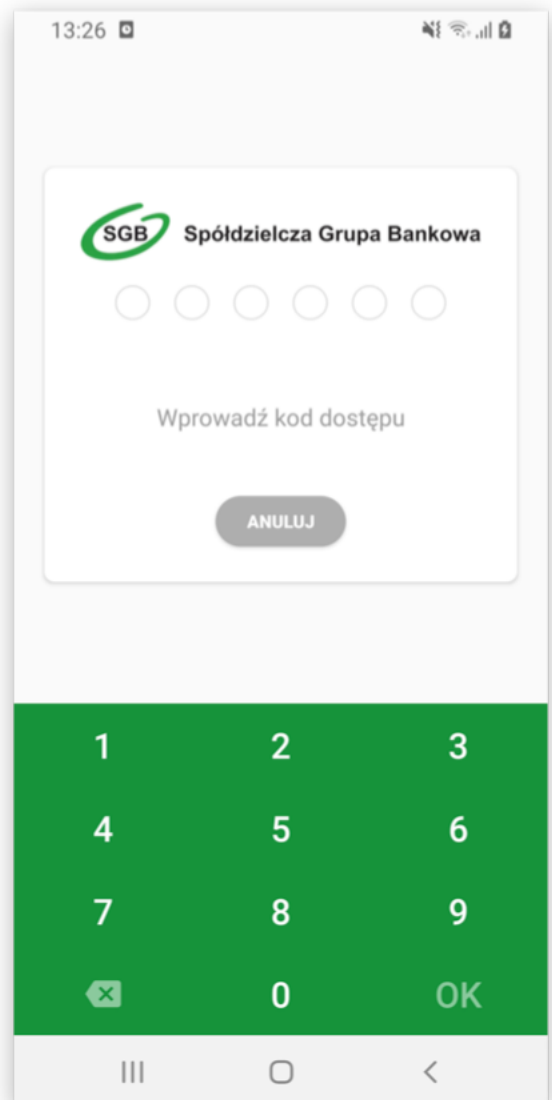 13:26
SGB Spółdzielcza Grupa Bankowa
Wprowadź kod dostępu
ANULUJ
1 2 3
4 5 6
7 8 9
0 OK